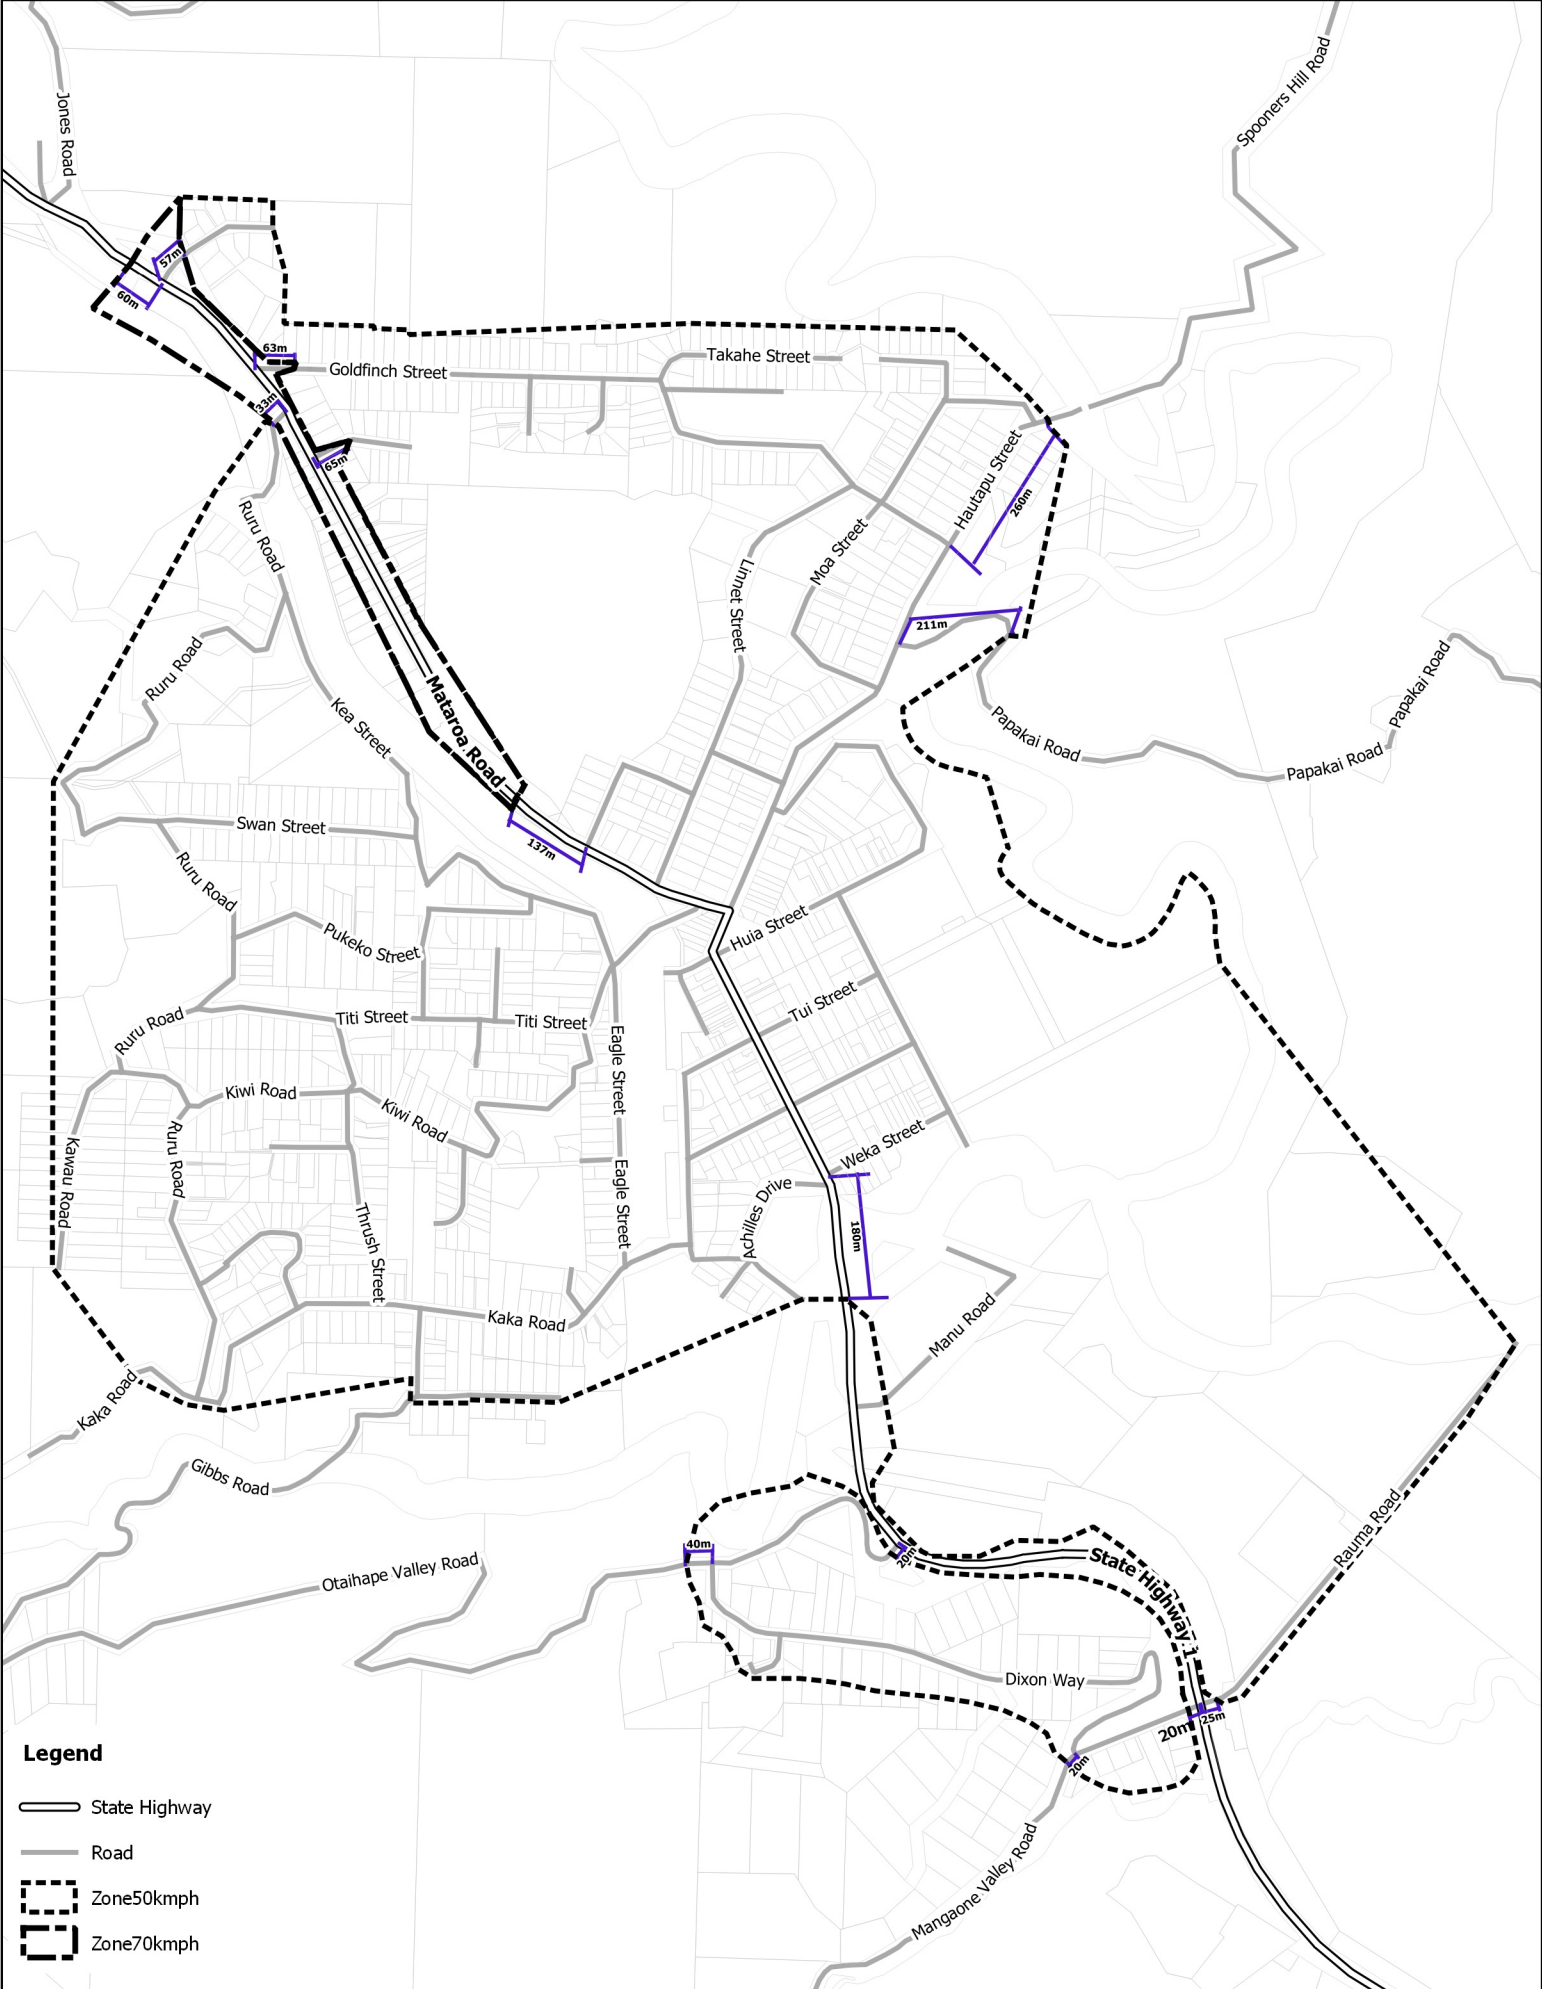 Jones Road
Spooners Hill Road
57m
60m
63m
Goldfinch Street
Takahe Street
33m
65m
Hautapu Street
260m
Ruru Road
Moa Street
Linnet Street
211m
Ruru Road
Papakai Road
Kea Street
Mataroa Road
Papakai Road
Papakai Road
Swan Street
137m
Ruru Road
Huia Street
Pukeko Street
Tui Street
Ruru Road
Titi Street
Titi Street
Eagle Street
Kiwi Road
Kiwi Road
Kawau Road
Ruru Road
Weka Street
Eagle Street
Achilles Drive
180m
Thrush Street
Kaka Road
Manu Road
Kaka Road
Gibbs Road
Rauma Road
40m
20m
State Highway 1
Otaihape Valley Road
Dixon Way
20m
25m
20m
Mangaone Valley Road
Legend
State Highway
Road
Zone50kmph
Zone70kmph